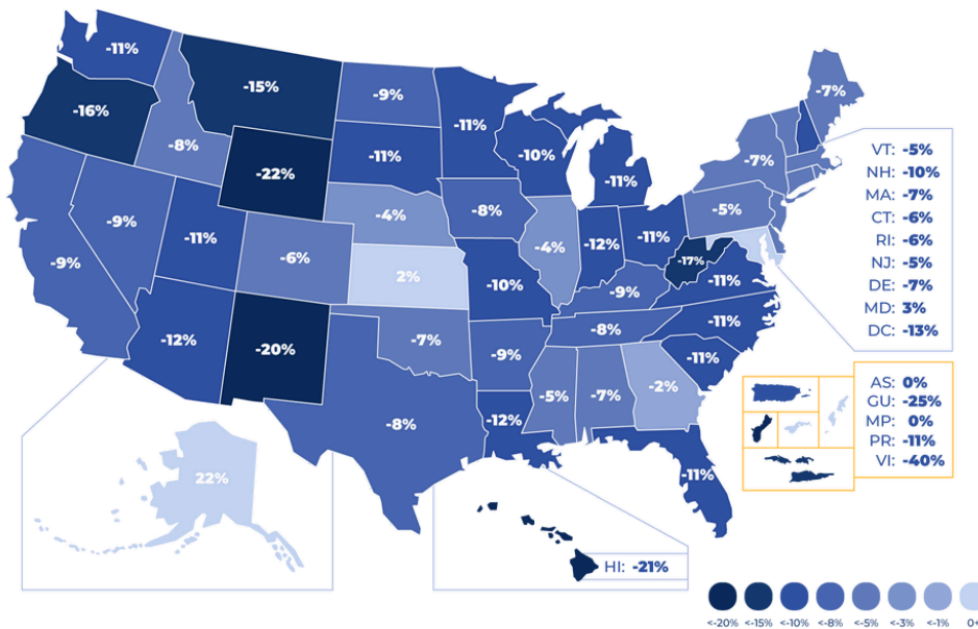 -11%
-15%
-9%
-11%
-7%
-16%
-8%
-11%
-10%
-11%
-7%
-22%
-4%
-8%
-5%
-9%
-9%
-11%
-6%
2%
-10%
-4%
-12%
-11%
-17%
-11%
-9%
-12%
-20%
-7%
-9%
-8%
-11%
-11%
-8%
-12%
-5%
-7%
-2%
-11%
22%
HI: -21%
VT: -5%
NH: -10%
MA: -7%
CT: -6%
RI: -6%
NJ: -5%
DE: -7%
MD: 3%
DC: -13%
AS: 0%
GU: -25%
MP: 0%
PR: -11%
VI: -40%
<-20% <-15% <-10% <-8% <-5% <-3% <-1%